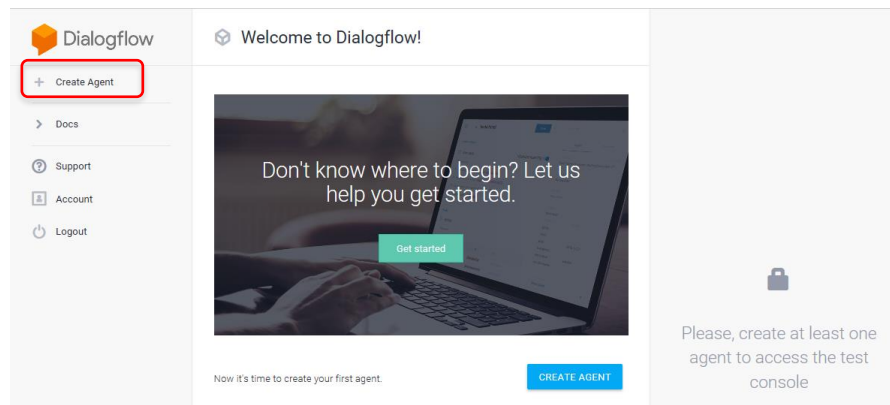 Dialogflow
Welcome to Dialogflow!
Create Agent
Docs
Support
Account
Logout
Don't know where to begin? Let us
help you get started.
Get started
Now it's time to create your first agent.
CREATE AGENT
Please, create at least one
agent to access the test
console